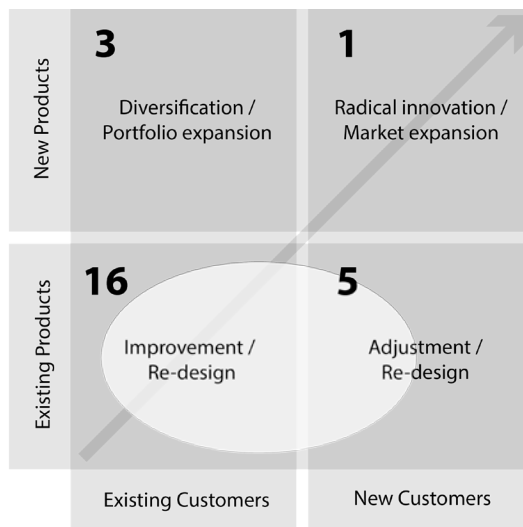 New Products
3
Diversification /
Portfolio expansion
1
Radical innovation /
Market expansion
Existing Products
16
Improvement /
Re-design
5
Adjustment /
Re-design
Existing Customers
New Customers